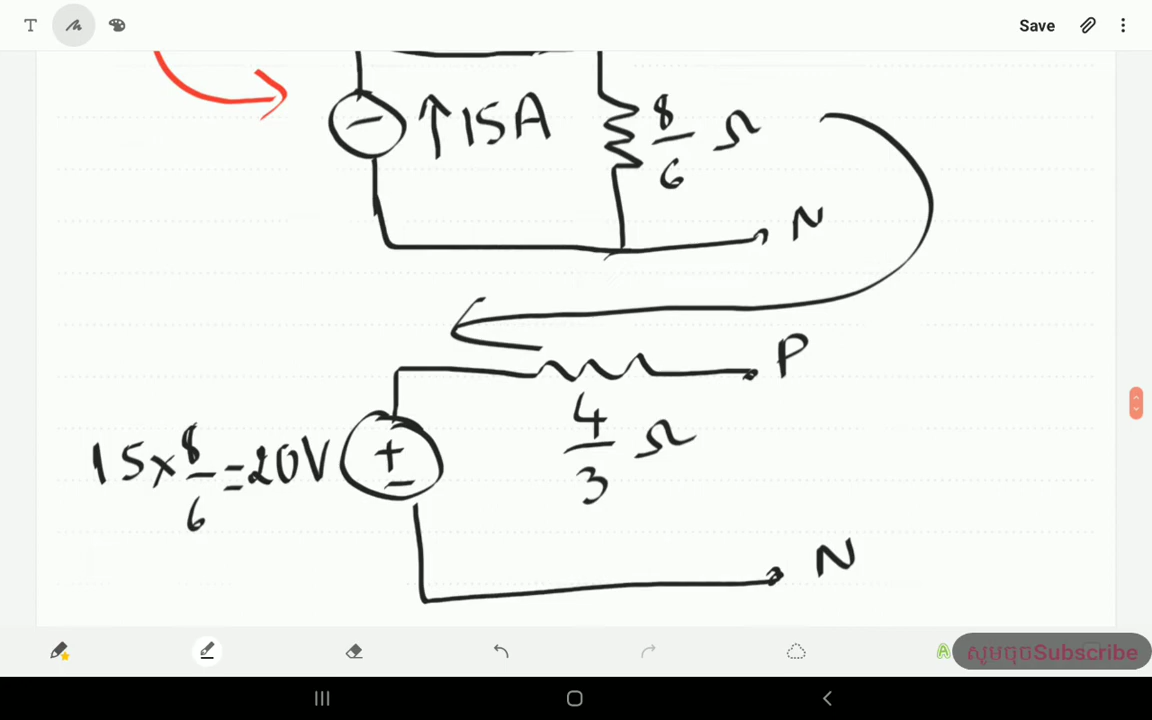 T
Save
↑ 15A
8/6 Ω
N
P
15 × 8/6 = 20V
+
−
4/3 Ω
N
A
សូមចុចSubscribe